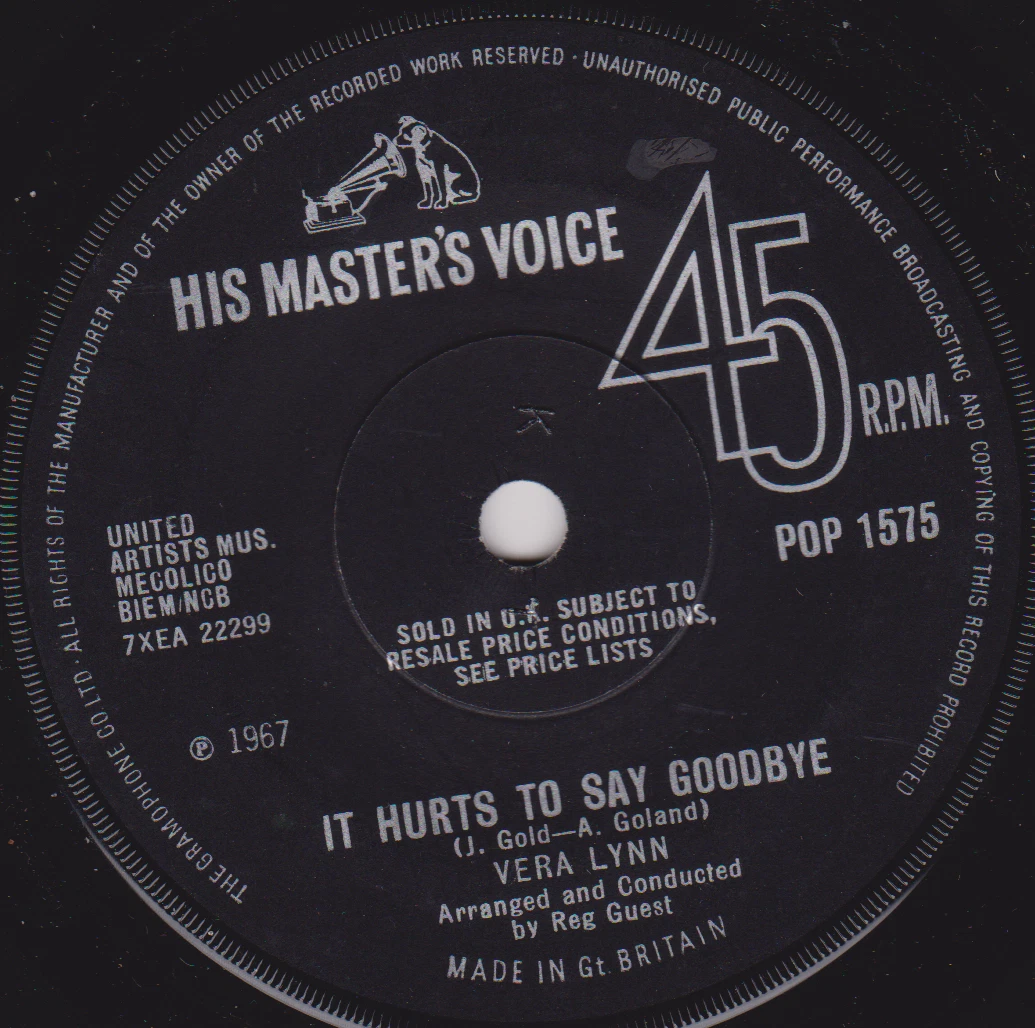 THE GRAMOPHONE CO. LTD · ALL RIGHTS OF THE MANUFACTURER AND OF THE OWNER OF THE RECORDED WORK RESERVED · UNAUTHORISED PUBLIC PERFORMANCE BROADCASTING AND COPYING OF THIS RECORD PROHIBITED
HIS MASTER'S VOICE
45 R.P.M.
K
POP 1575
UNITED
ARTISTS MUS.
MECOLICO
BIEM/NCB
7XEA 22299
SOLD IN U.K. SUBJECT TO
RESALE PRICE CONDITIONS,
SEE PRICE LISTS
℗ 1967
IT HURTS TO SAY GOODBYE
(J. Gold—A. Goland)
VERA LYNN
Arranged and Conducted
by Reg Guest
MADE IN Gt. BRITAIN